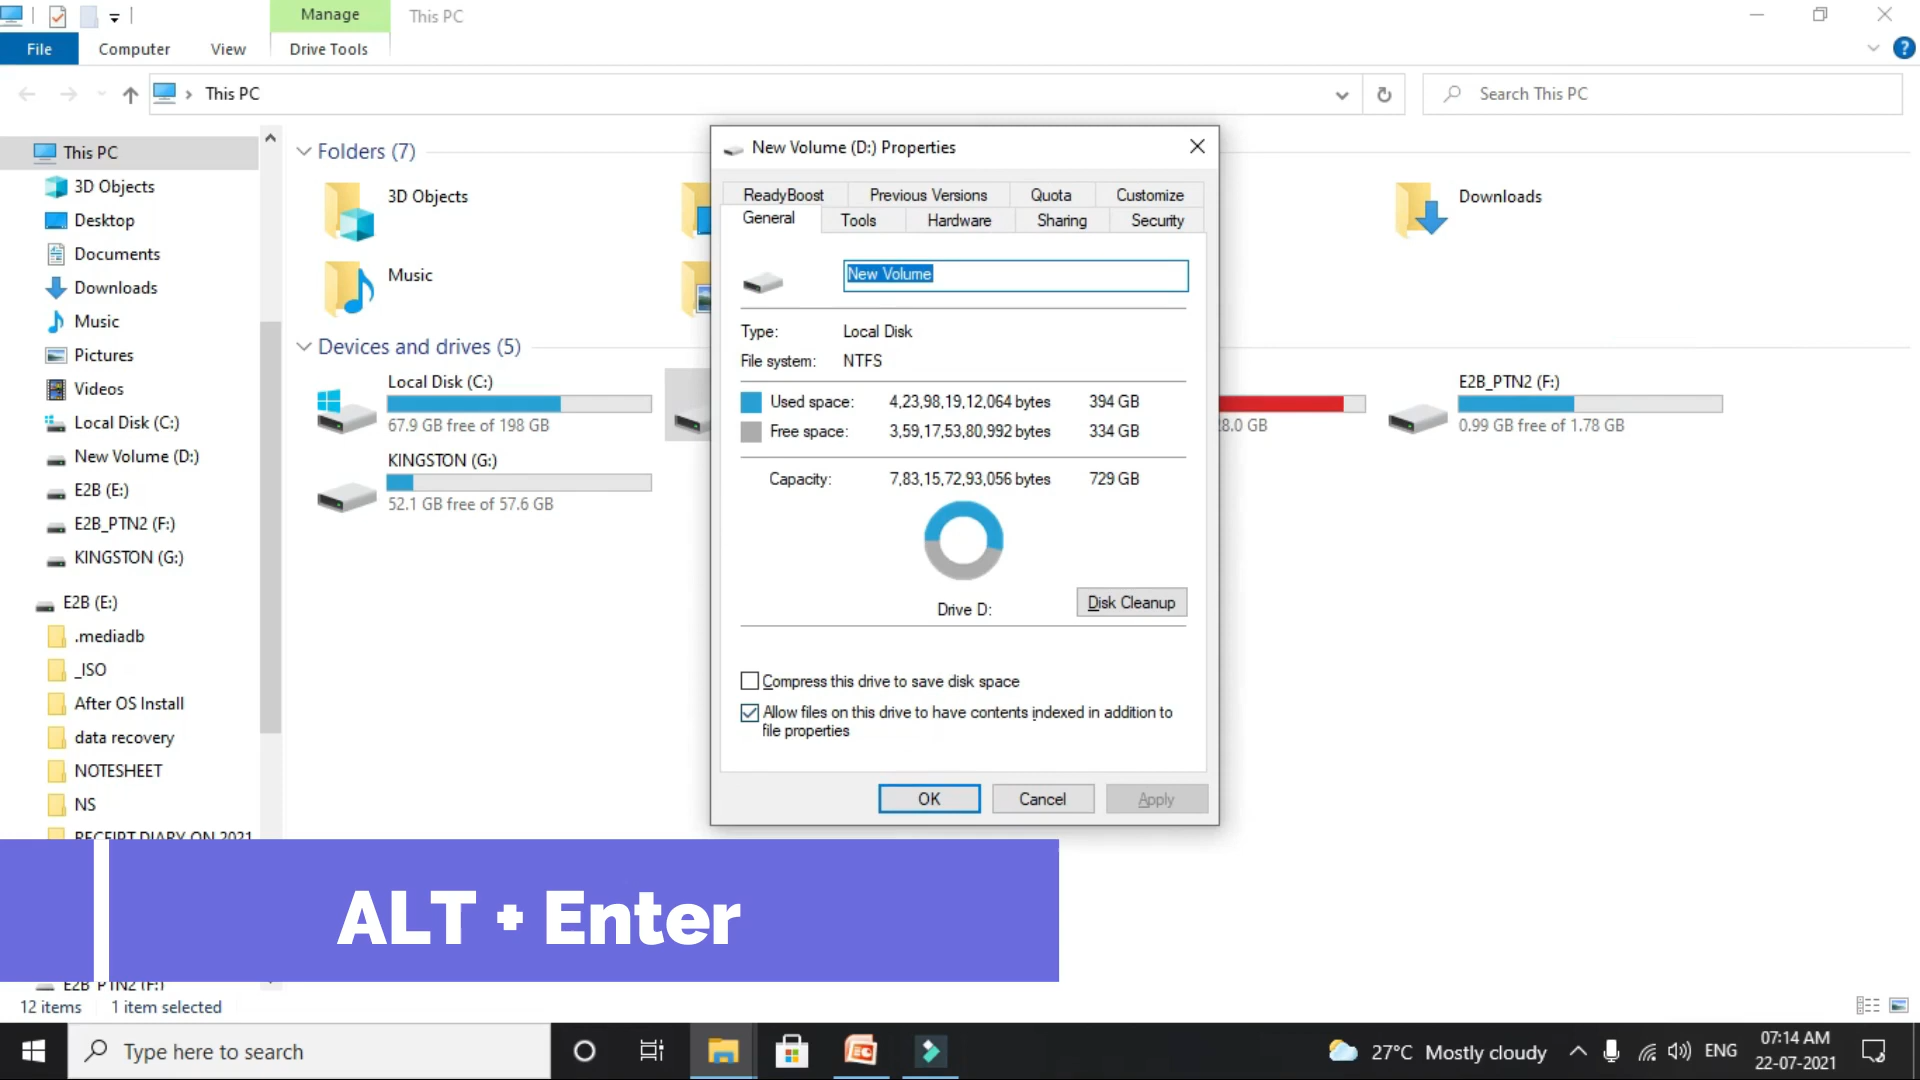 Manage
This PC
File
Computer
View
Drive Tools
This PC
Search This PC
This PC
3D Objects
Desktop
Documents
Downloads
Music
Pictures
Videos
Local Disk (C:)
New Volume (D:)
E2B (E:)
E2B_PTN2 (F:)
KINGSTON (G:)
E2B (E:)
.mediadb
_ISO
After OS Install
data recovery
NOTESHEET
NS
RECEIPT DIARY ON 2021
E2B_PTN2 (F:)
Folders (7)
3D Objects
Music
Downloads
Devices and drives (5)
Local Disk (C:)
67.9 GB free of 198 GB
KINGSTON (G:)
52.1 GB free of 57.6 GB
8.0 GB
E2B_PTN2 (F:)
0.99 GB free of 1.78 GB
New Volume (D:) Properties
ReadyBoost
Previous Versions
Quota
Customize
General
Tools
Hardware
Sharing
Security
New Volume
Type: Local Disk
File system: NTFS
Used space: 4,23,98,19,12,064 bytes 394 GB
Free space: 3,59,17,53,80,992 bytes 334 GB
Capacity: 7,83,15,72,93,056 bytes 729 GB
Drive D:
Disk Cleanup
Compress this drive to save disk space
Allow files on this drive to have contents indexed in addition to
file properties
OK
Cancel
Apply
ALT + Enter
12 items
1 item selected
Type here to search
27°C Mostly cloudy
ENG
07:14 AM
22-07-2021